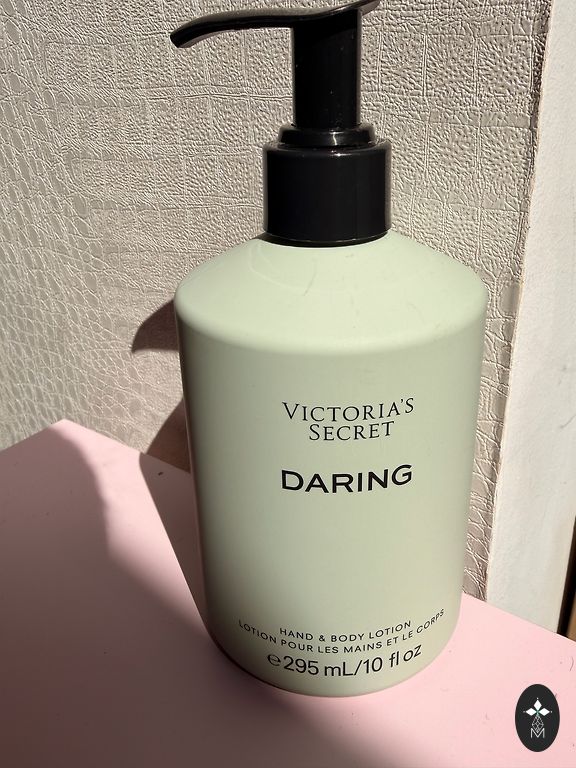 VICTORIA'S
SECRET
DARING
HAND & BODY LOTION
LOTION POUR LES MAINS ET LE CORPS
℮295 mL/10 fl oz